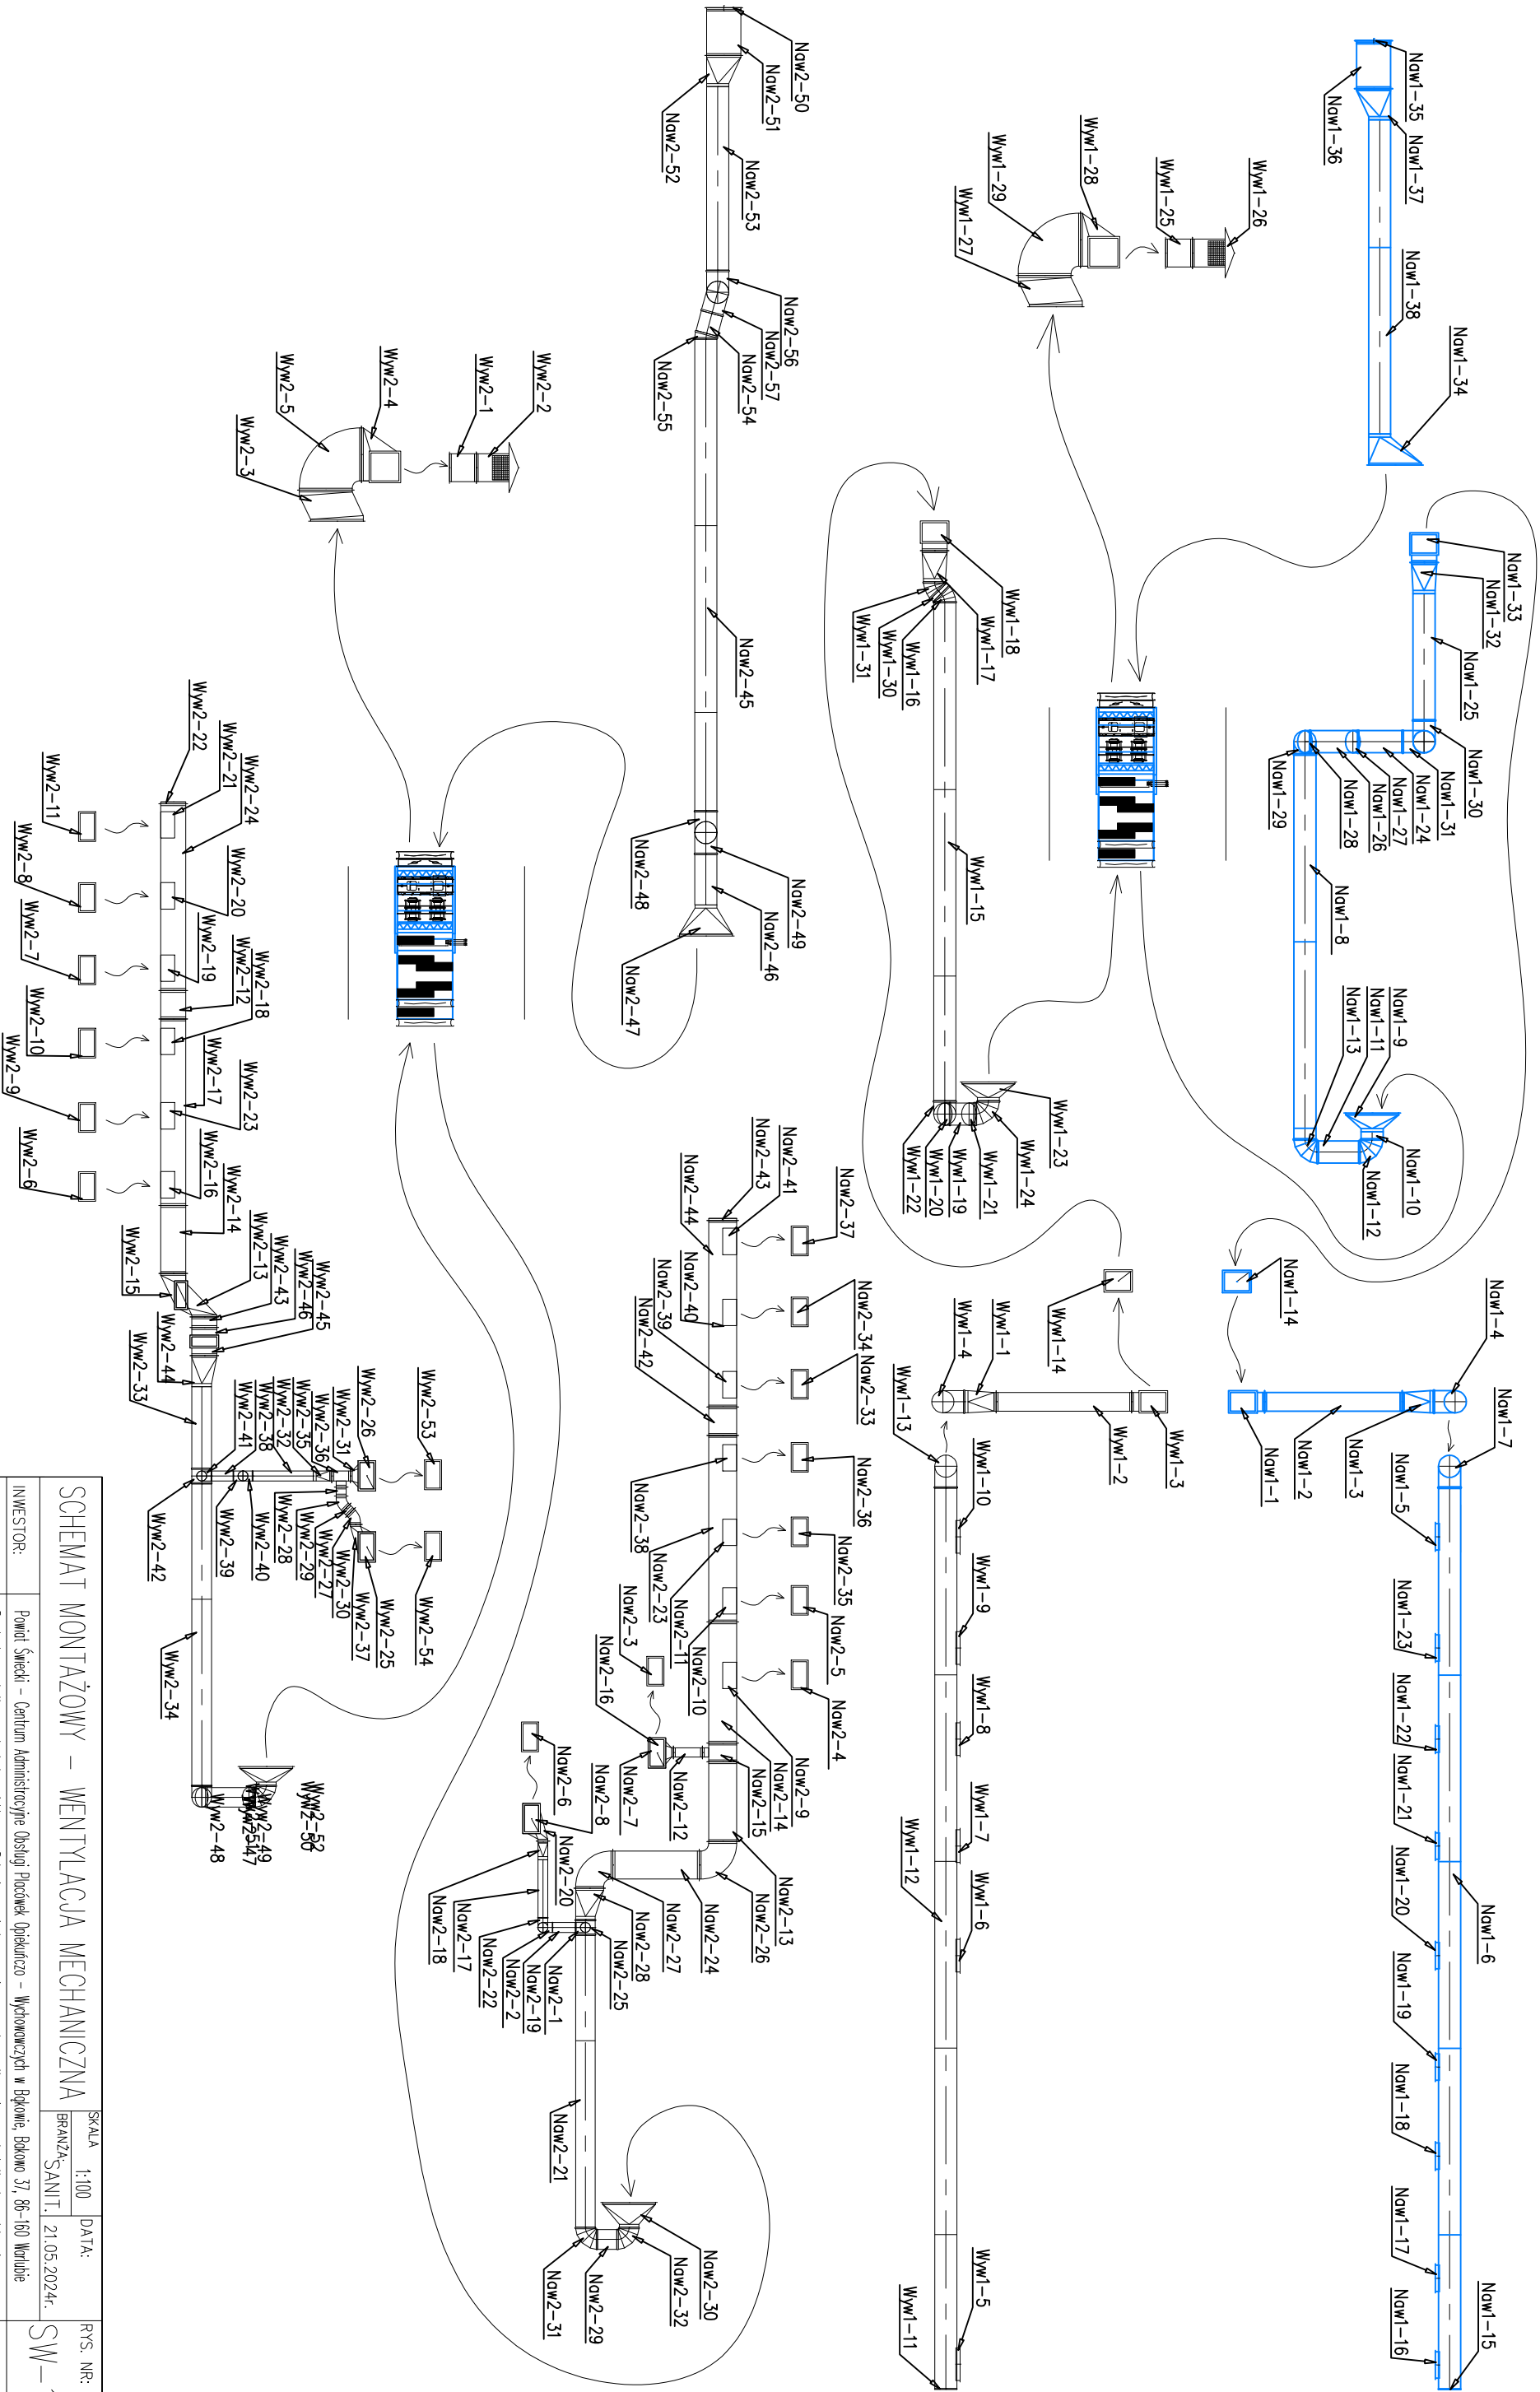 Naw1-35
Naw1-36
Naw1-37
Naw1-38
Naw1-34
Naw1-33
Naw1-32
Naw1-25
Naw1-30
Naw1-31
Naw1-24
Naw1-27
Naw1-26
Naw1-28
Naw1-29
Naw1-8
Naw1-9
Naw1-11
Naw1-13
Naw1-10
Naw1-12
Naw1-14
Naw1-4
Naw1-1
Naw1-2
Naw1-3
Naw1-7
Naw1-5
Naw1-23
Naw1-22
Naw1-21
Naw1-20
Naw1-6
Naw1-19
Naw1-18
Naw1-17
Naw1-16
Naw1-15
Wyw1-26
Wyw1-25
Wyw1-28
Wyw1-29
Wyw1-27
Wyw1-18
Wyw1-17
Wyw1-16
Wyw1-30
Wyw1-31
Wyw1-15
Wyw1-23
Wyw1-24
Wyw1-21
Wyw1-19
Wyw1-20
Wyw1-22
Wyw1-14
Wyw1-1
Wyw1-4
Wyw1-13
Wyw1-2
Wyw1-3
Wyw1-10
Wyw1-9
Wyw1-8
Wyw1-7
Wyw1-12
Wyw1-6
Wyw1-5
Wyw1-11
Naw2-50
Naw2-51
Naw2-52
Naw2-53
Naw2-56
Naw2-57
Naw2-54
Naw2-55
Naw2-45
Naw2-48
Naw2-49
Naw2-46
Naw2-47
Wyw2-2
Wyw2-1
Wyw2-4
Wyw2-5
Wyw2-3
Naw2-37
Naw2-41
Naw2-43
Naw2-44
Naw2-34
Naw2-40
Naw2-39
Naw2-33
Naw2-42
Naw2-36
Naw2-38
Naw2-35
Naw2-23
Naw2-11
Naw2-5
Naw2-10
Naw2-4
Naw2-9
Naw2-14
Naw2-15
Naw2-3
Naw2-16
Naw2-12
Naw2-7
Naw2-8
Naw2-6
Naw2-20
Naw2-13
Naw2-26
Naw2-24
Naw2-27
Naw2-28
Naw2-25
Naw2-18
Naw2-17
Naw2-22
Naw2-2
Naw2-19
Naw2-1
Naw2-21
Naw2-30
Naw2-32
Naw2-29
Naw2-31
Wyw2-22
Wyw2-21
Wyw2-24
Wyw2-20
Wyw2-19
Wyw2-12
Wyw2-18
Wyw2-17
Wyw2-23
Wyw2-16
Wyw2-14
Wyw2-11
Wyw2-8
Wyw2-7
Wyw2-10
Wyw2-9
Wyw2-6
Wyw2-15
Wyw2-13
Wyw2-43
Wyw2-46
Wyw2-45
Wyw2-44
Wyw2-33
Wyw2-41
Wyw2-38
Wyw2-32
Wyw2-35
Wyw2-36
Wyw2-31
Wyw2-26
Wyw2-53
Wyw2-42
Wyw2-39
Wyw2-40
Wyw2-28
Wyw2-29
Wyw2-27
Wyw2-30
Wyw2-37
Wyw2-25
Wyw2-54
Wyw2-34
Wyw2-48
Wyw2-49
Wyw2-52
SCHEMAT MONTAŻOWY - WENTYLACJA MECHANICZNA
SKALA
1:100
BRANŻA:
SANIT.
DATA:
21.05.2024r.
RYS. NR:
SW-
INWESTOR:
Powiat Świecki - Centrum Administracyjne Obsługi Placówek Opiekuńczo - Wychowawczych w Bąkowie, Bąkowo 37, 86-160 Warlubie